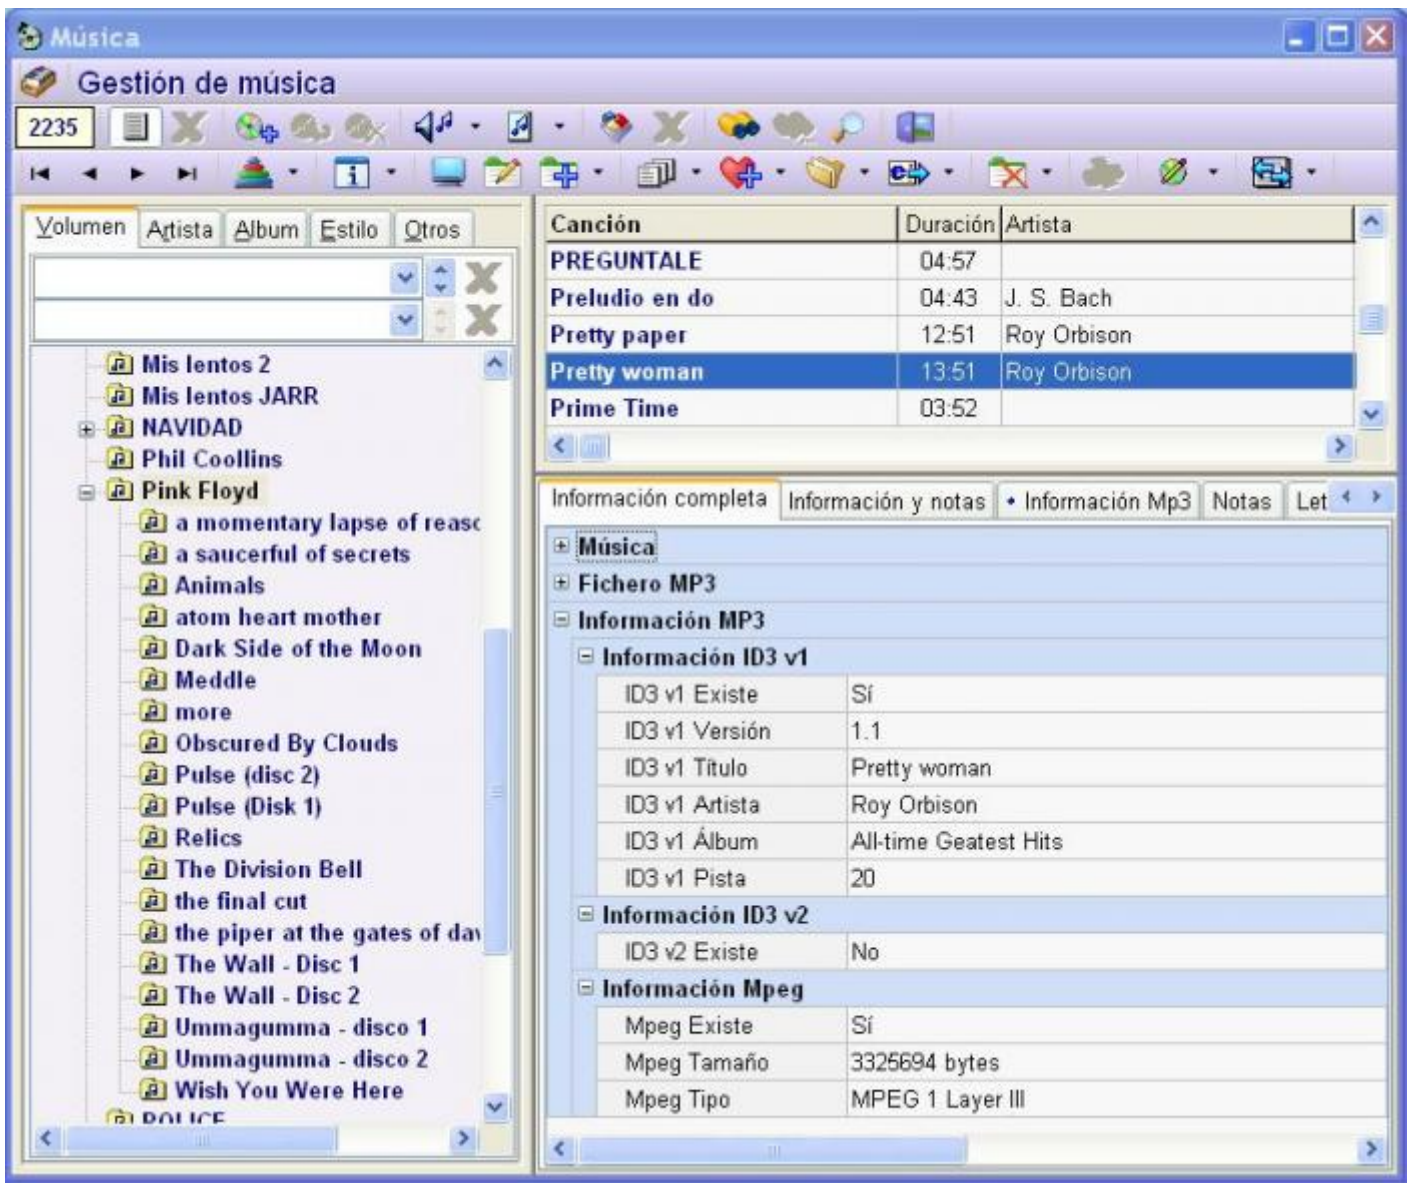 Música
Gestión de música
2235
Volumen Artista Album Estilo Otros
Mis lentos 2
Mis lentos JARR
NAVIDAD
Phil Coollins
Pink Floyd
a momentary lapse of reasc
a saucerful of secrets
Animals
atom heart mother
Dark Side of the Moon
Meddle
more
Obscured By Clouds
Pulse (disc 2)
Pulse (Disk 1)
Relics
The Division Bell
the final cut
the piper at the gates of dav
The Wall - Disc 1
The Wall - Disc 2
Ummagumma - disco 1
Ummagumma - disco 2
Wish You Were Here
POLICE
Canción Duración Artista
PREGUNTALE 04:57
Preludio en do 04:43 J. S. Bach
Pretty paper 12:51 Roy Orbison
Pretty woman 13:51 Roy Orbison
Prime Time 03:52
Información completa Información y notas • Información Mp3 Notas Let
Música
Fichero MP3
Información MP3
Información ID3 v1
ID3 v1 Existe Sí
ID3 v1 Versión 1.1
ID3 v1 Título Pretty woman
ID3 v1 Artista Roy Orbison
ID3 v1 Álbum All-time Geatest Hits
ID3 v1 Pista 20
Información ID3 v2
ID3 v2 Existe No
Información Mpeg
Mpeg Existe Sí
Mpeg Tamaño 3325694 bytes
Mpeg Tipo MPEG 1 Layer III